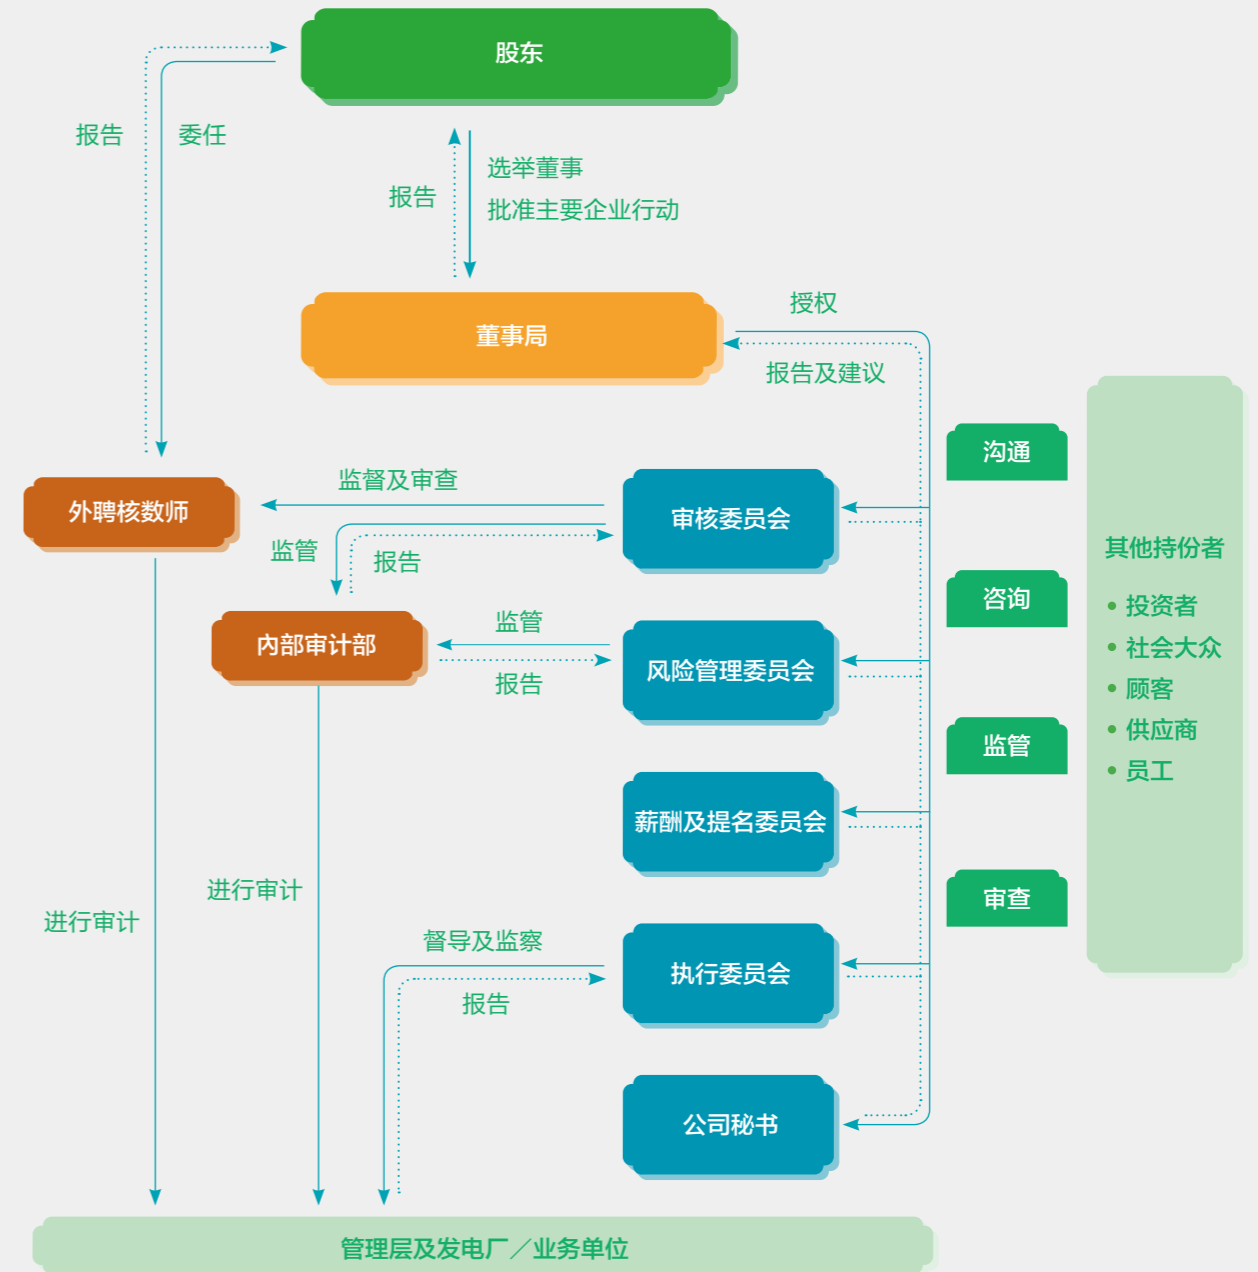 股东
报告
委任
选举董事
报告
批准主要企业行动
授权
董事局
报告及建议
沟通
监督及审查
外聘核数师
审核委员会
其他持份者
监管
报告
咨询
• 投资者
监管
內部审计部
• 社会大众
风险管理委员会
报告
• 顾客
• 供应商
监管
• 员工
薪酬及提名委员会
进行审计
审查
进行审计
督导及监察
执行委员会
报告
公司秘书
管理层及发电厂／业务单位